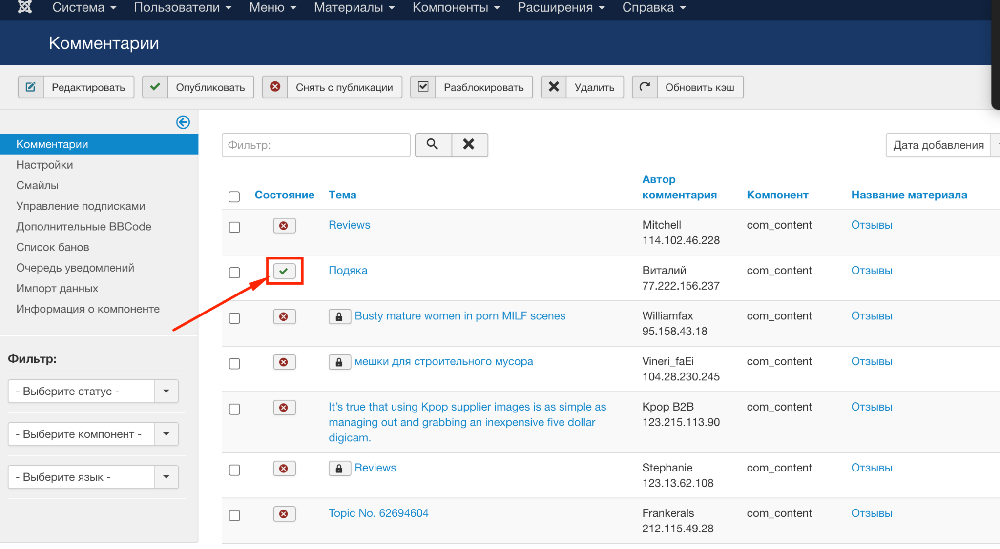 Система Пользователи Меню Материалы Компоненты Расширения Справка
Комментарии
Редактировать Опубликовать Снять с публикации Разблокировать Удалить Обновить кэш
Комментарии
Настройки
Смайлы
Управление подписками
Дополнительные BBCode
Список банов
Очередь уведомлений
Импорт данных
Информация о компоненте
Фильтр:
- Выберите статус -
- Выберите компонент -
- Выберите язык -
Фильтр: Дата добавления
Состояние Тема Автор комментария Компонент Название материала
Reviews Mitchell com_content Отзывы
114.102.46.228
Подяка Виталий com_content Отзывы
77.222.156.237
Busty mature women in porn MILF scenes Williamfax com_content Отзывы
95.158.43.18
мешки для строительного мусора Vineri_faEi com_content Отзывы
104.28.230.245
It’s true that using Kpop supplier images is as simple as Kpop B2B com_content Отзывы
managing out and grabbing an inexpensive five dollar 123.215.113.90
digicam.
Reviews Stephanie com_content Отзывы
123.13.62.108
Topic No. 62694604 Frankerals com_content Отзывы
212.115.49.28